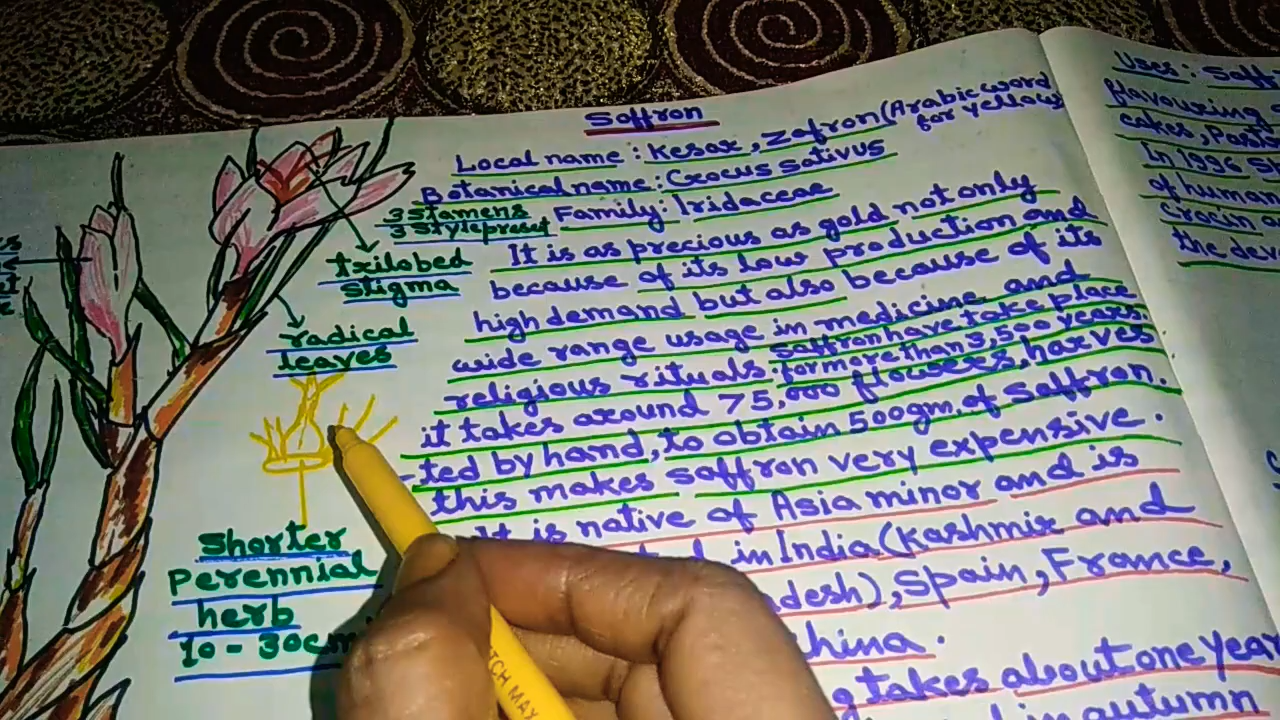 Saffron
Local name: Kesar, Zafron (Arabic word
for yellow)
Botanical name: Crocus sativus
Family: Iridaceae
3 stamens
3 style present
trilobed
stigma
radical
leaves
It is as precious as gold not only
because of its low production and
high demand but also because of its
wide range usage in medicine and
religious rituals. saffron have take place
for more than 3,500 years.
it takes around 75,000 flowers, harves
-ted by hand, to obtain 500gm. of saffron.
this makes saffron very expensive.
It is native of Asia minor and is
in India (Kashmir and
desh), Spain, France,
china.
takes about one year
in autumn
Shorter
Perennial
herb
10-30cm
Uses: Saff
flavouring
cakes, Past
In 1996 S
of human
Crocin a
the dev
MAY